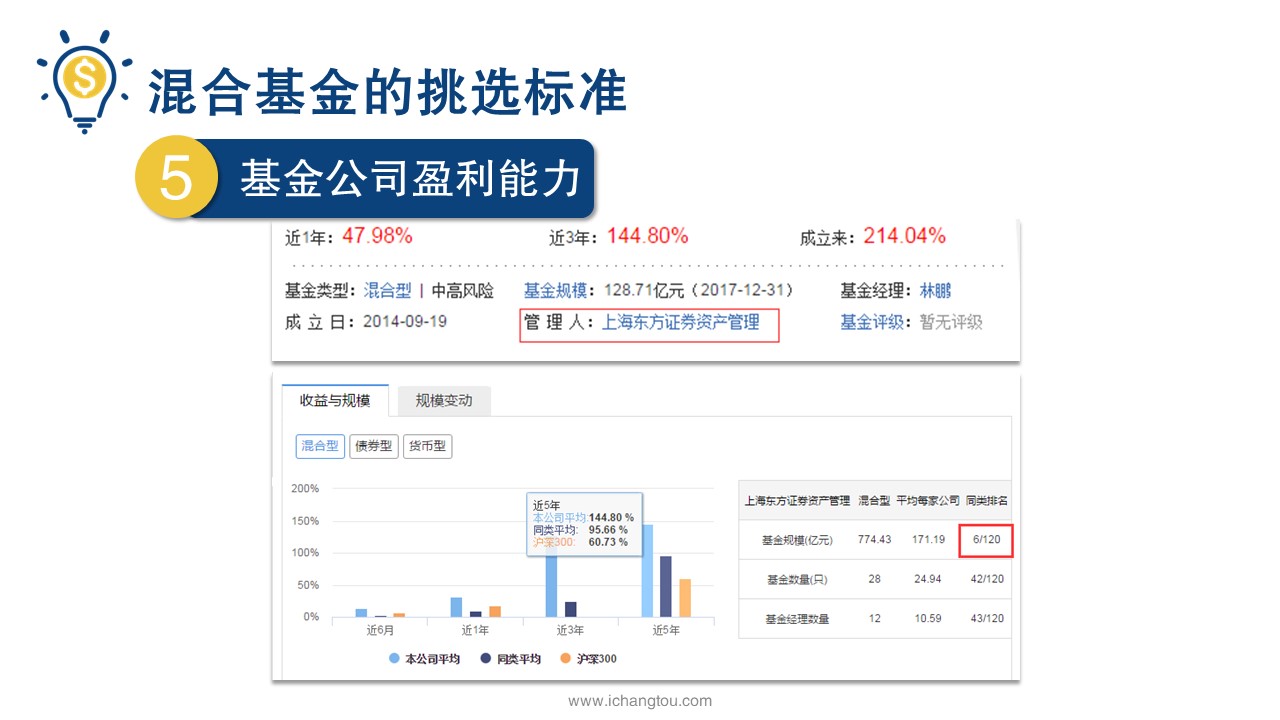 混合基金的挑选标准
5 基金公司盈利能力
近1年：47.98% 近3年：144.80% 成立来：214.04%
基金类型：混合型 | 中高风险 基金规模：128.71亿元（2017-12-31） 基金经理：林鹏
成 立 日：2014-09-19 管 理 人：上海东方证券资产管理 基金评级：暂无评级
收益与规模 规模变动
混合型 债券型 货币型
200%
150%
100%
50%
0%
近5年
本公司平均:144.80 %
同类平均: 95.66 %
沪深300: 60.73 %
近6月 近1年 近3年 近5年
本公司平均 同类平均 沪深300
上海东方证券资产管理 混合型 平均每家公司 同类排名
基金规模(亿元) 774.43 171.19 6/120
基金数量(只) 28 24.94 42/120
基金经理数量 12 10.59 43/120
www.ichangtou.com